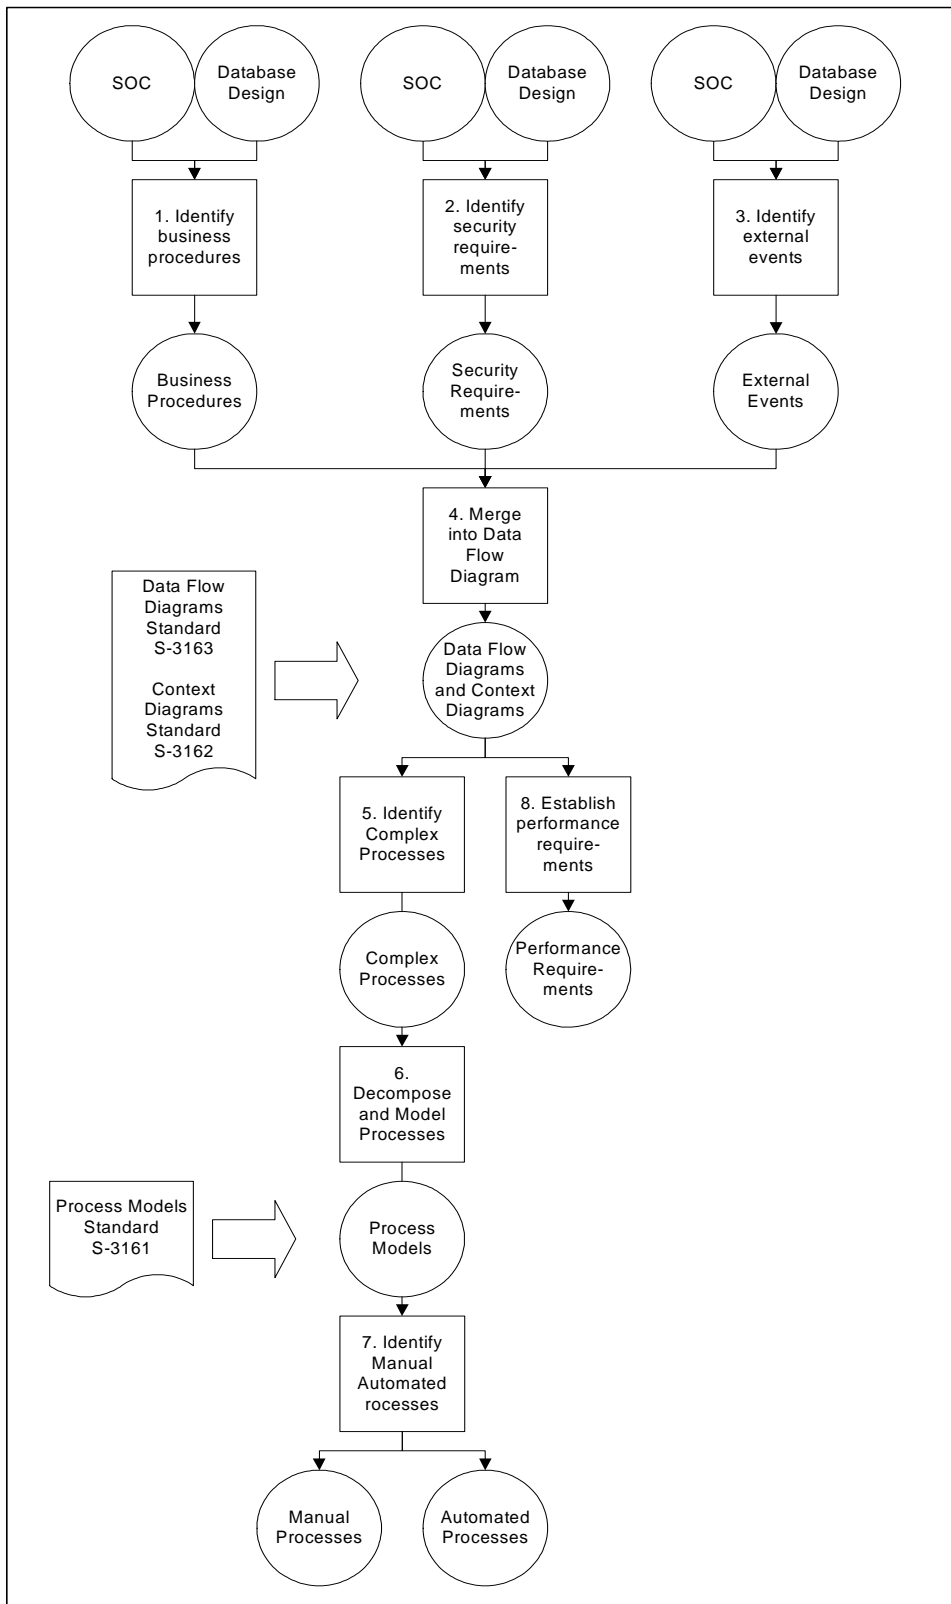 SOC
Database
Design
SOC
Database
Design
SOC
Database
Design
1. Identify
business
procedures
2. Identify
security
require-
ments
3. Identify
external
events
Business
Procedures
Security
Require-
ments
External
Events
4. Merge
into Data
Flow
Diagram
Data Flow
Diagrams
Standard
S-3163
Context
Diagrams
Standard
S-3162
Data Flow
Diagrams
and Context
Diagrams
5. Identify
Complex
Processes
8. Establish
performance
require-
ments
Complex
Processes
Performance
Require-
ments
6.
Decompose
and Model
Processes
Process Models
Standard
S-3161
Process
Models
7. Identify
Manual
Automated
rocesses
Manual
Processes
Automated
Processes